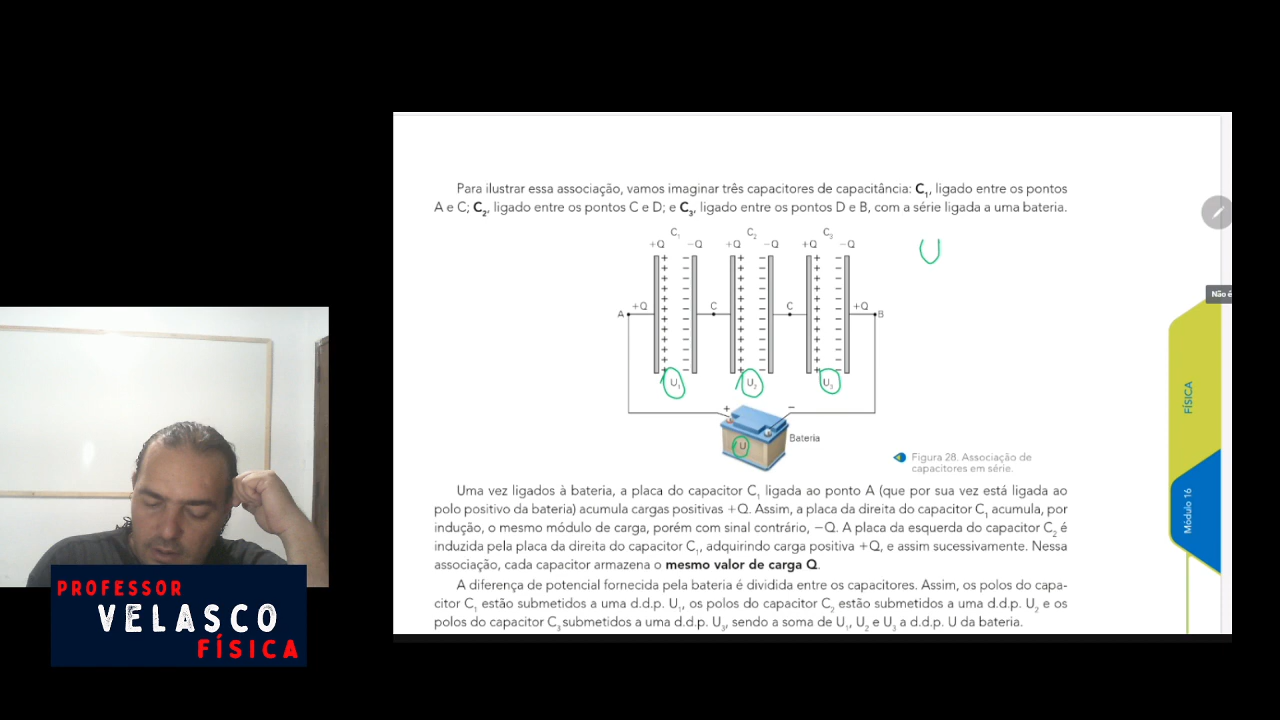 Para ilustrar essa associação, vamos imaginar três capacitores de capacitância: C₁, ligado entre os pontos
A e C; C₂, ligado entre os pontos C e D; e C₃, ligado entre os pontos D e B, com a série ligada a uma bateria.
C₁ C₂ C₃
+Q −Q +Q −Q +Q −Q
U
A +Q C C +Q B
U₁ U₂ U₃
+ −
U
Bateria
Figura 28. Associação de
capacitores em série.
Uma vez ligados à bateria, a placa do capacitor C₁ ligada ao ponto A (que por sua vez está ligada ao
polo positivo da bateria) acumula cargas positivas +Q. Assim, a placa da direita do capacitor C₁ acumula, por
indução, o mesmo módulo de carga, porém com sinal contrário, −Q. A placa da esquerda do capacitor C₂ é
induzida pela placa da direita do capacitor C₁, adquirindo carga positiva +Q, e assim sucessivamente. Nessa
associação, cada capacitor armazena o mesmo valor de carga Q.
A diferença de potencial fornecida pela bateria é dividida entre os capacitores. Assim, os polos do capa-
citor C₁ estão submetidos a uma d.d.p. U₁, os polos do capacitor C₂ estão submetidos a uma d.d.p. U₂ e os
polos do capacitor C₃ submetidos a uma d.d.p. U₃, sendo a soma de U₁, U₂ e U₃ a d.d.p. U da bateria.
Não é
FÍSICA
Módulo 16
PROFESSOR
VELASCO
FÍSICA